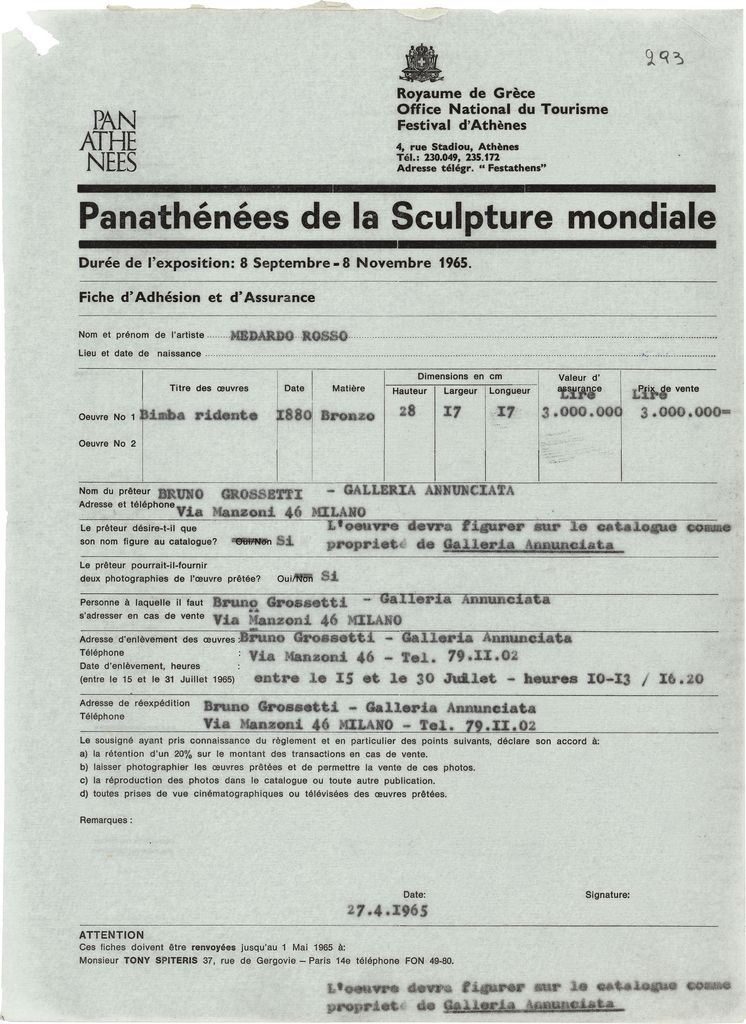 293
PAN
ATHE
NEES
Royaume de Grèce
Office National du Tourisme
Festival d'Athènes
4, rue Stadiou, Athènes
Tél.: 230.049, 235.172
Adresse télégr. “Festathens”
Panathénées de la Sculpture mondiale
Durée de l'exposition: 8 Septembre - 8 Novembre 1965.
Fiche d'Adhésion et d'Assurance
Nom et prénom de l'artiste MEDARDO ROSSO
Lieu et date de naissance
Titre des œuvres Date Matière Dimensions en cm Hauteur Largeur Longueur Valeur d'assurance Lire Prix de vente Lire
Oeuvre No 1 Bimba ridente 1880 Bronzo 28 I7 I7 3.000.000 3.000.000=
Oeuvre No 2
Nom du prêteur BRUNO GROSSETTI - GALLERIA ANNUNCIATA
Adresse et téléphone Via Manzoni 46 MILANO
Le prêteur désire-t-il que L'oeuvre devra figurer sur le catalogue comme
son nom figure au catalogue? Oui/Non Si proprieté de Galleria Annunciata
Le prêteur pourrait-il-fournir
deux photographies de l'œuvre prêtée? Oui/Non Si
Personne à laquelle il faut Bruno Grossetti - Galleria Annunciata
s'adresser en cas de vente Via Manzoni 46 MILANO
Adresse d'enlèvement des œuvres: Bruno Grossetti - Galleria Annunciata
Téléphone : Via Manzoni 46 - Tel. 79.II.02
Date d'enlèvement, heures :
(entre le 15 et le 31 Juillet 1965) entre le I5 et le 30 Juillet - heures I0-I3 / I6.20
Adresse de réexpédition Bruno Grossetti - Galleria Annunciata
Téléphone Via Manzoni 46 MILANO - Tel. 79.II.02
Le sousigné ayant pris connaissance du règlement et en particulier des points suivants, déclare son accord à:
a) la rétention d'un 20% sur le montant des transactions en cas de vente.
b) laisser photographier les œuvres prêtées et de permettre la vente de ces photos.
c) la réproduction des photos dans le catalogue ou toute autre publication.
d) toutes prises de vue cinématographiques ou télévisées des œuvres prêtées.
Remarques :
Date: Signature:
27.4.I965
ATTENTION
Ces fiches doivent être renvoyées jusqu'au 1 Mai 1965 à:
Monsieur TONY SPITERIS 37, rue de Gergovie – Paris 14e téléphone FON 49-80.
L'oeuvre devra figurer sur le catalogue comme
proprieté de Galleria Annunciata